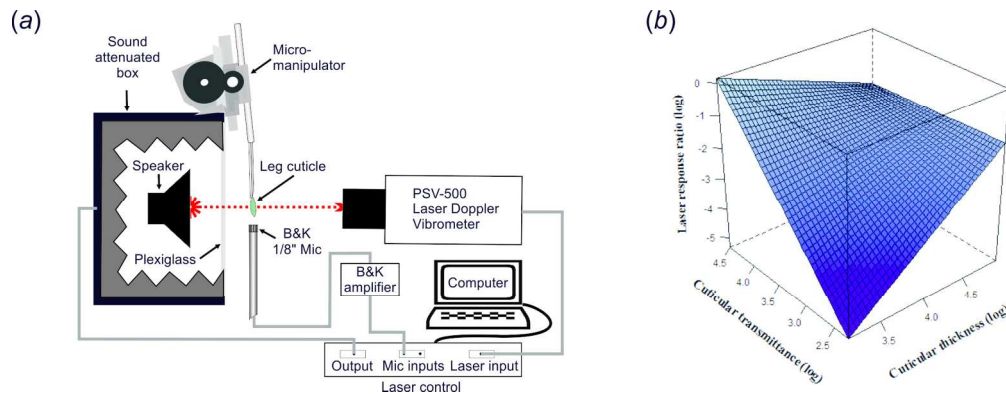 (a)
Sound
attenuated
box
Micro-
manipulator
Speaker
Leg cuticle
PSV-500
Laser Doppler
Vibrometer
Plexiglass
B&K
1/8" Mic
B&K
amplifier
Computer
Output
Mic inputs
Laser input
Laser control
(b)
Laser response ratio (log)
0
-1
-2
-3
-4
-5
4.5
4.0
3.5
3.0
2.5
Cuticular transmittance (log)
3.5
4.0
4.5
Cuticular thickness (log)